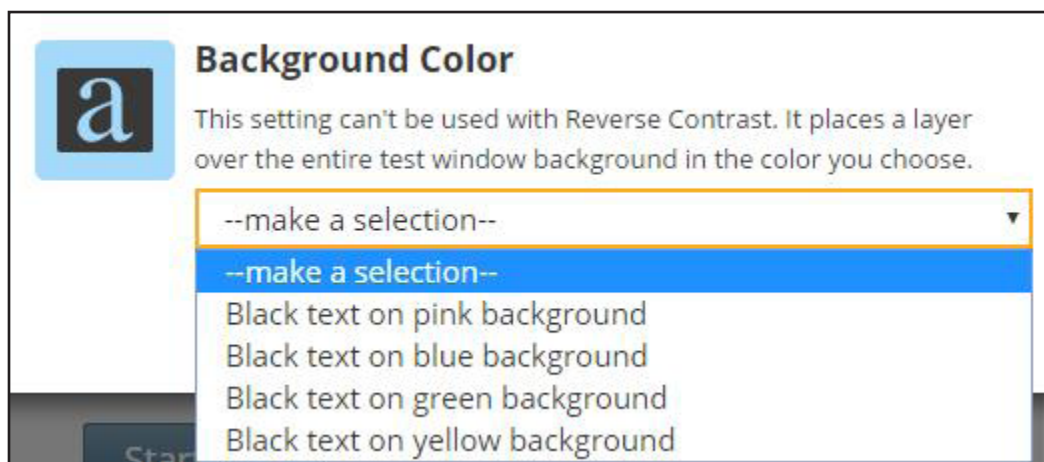 a
Background Color
This setting can't be used with Reverse Contrast. It places a layer
over the entire test window background in the color you choose.
--make a selection--
--make a selection--
Black text on pink background
Black text on blue background
Black text on green background
Black text on yellow background